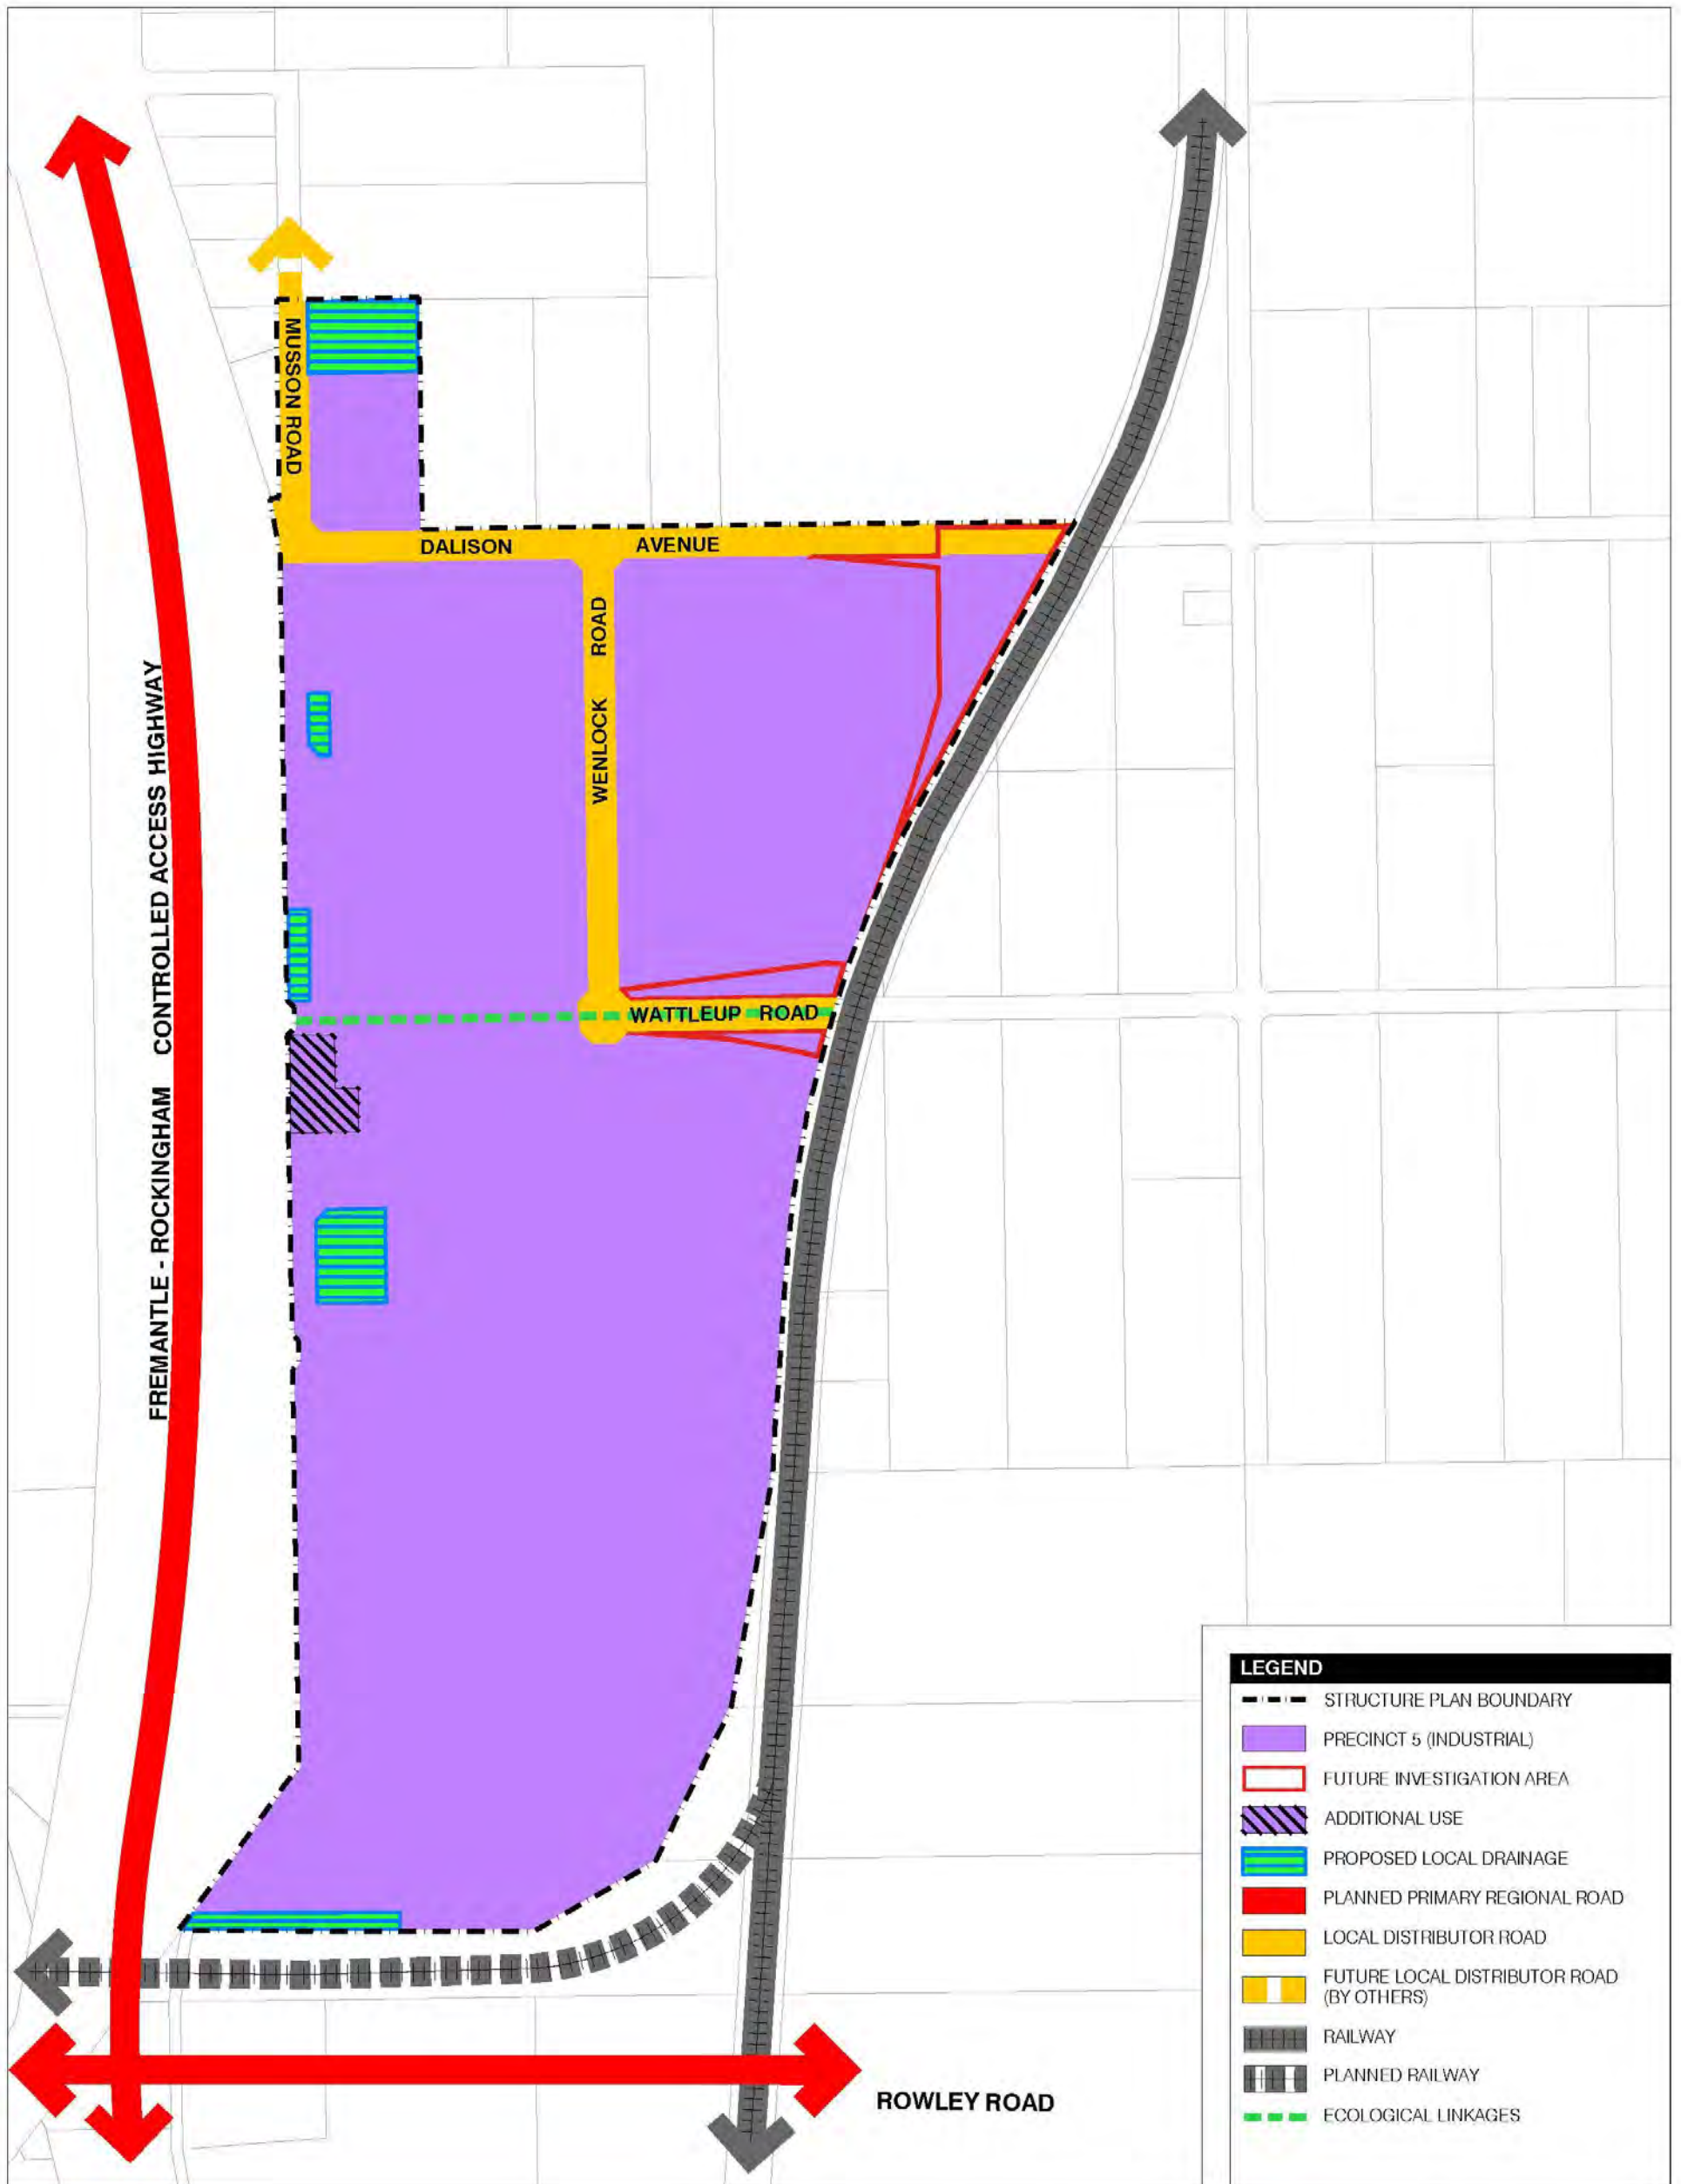 MUSSON ROAD
DALISON AVENUE
WENLOCK ROAD
WATTLEUP ROAD
FREMANTLE - ROCKINGHAM CONTROLLED ACCESS HIGHWAY
ROWLEY ROAD
LEGEND
STRUCTURE PLAN BOUNDARY
PRECINCT 5 (INDUSTRIAL)
FUTURE INVESTIGATION AREA
ADDITIONAL USE
PROPOSED LOCAL DRAINAGE
PLANNED PRIMARY REGIONAL ROAD
LOCAL DISTRIBUTOR ROAD
FUTURE LOCAL DISTRIBUTOR ROAD
(BY OTHERS)
RAILWAY
PLANNED RAILWAY
ECOLOGICAL LINKAGES